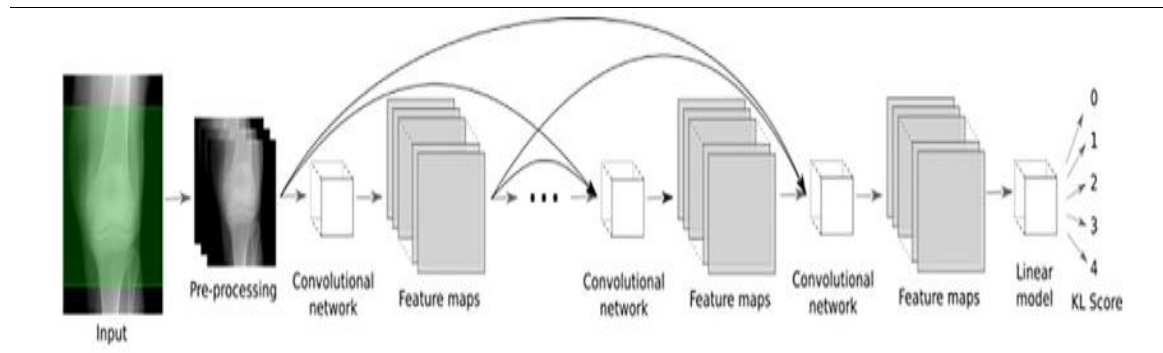 Input
Pre-processing
Convolutional
network
Feature maps
...
Convolutional
network
Feature maps
Convolutional
network
Feature maps
Linear
model
0
1
2
3
4
KL Score